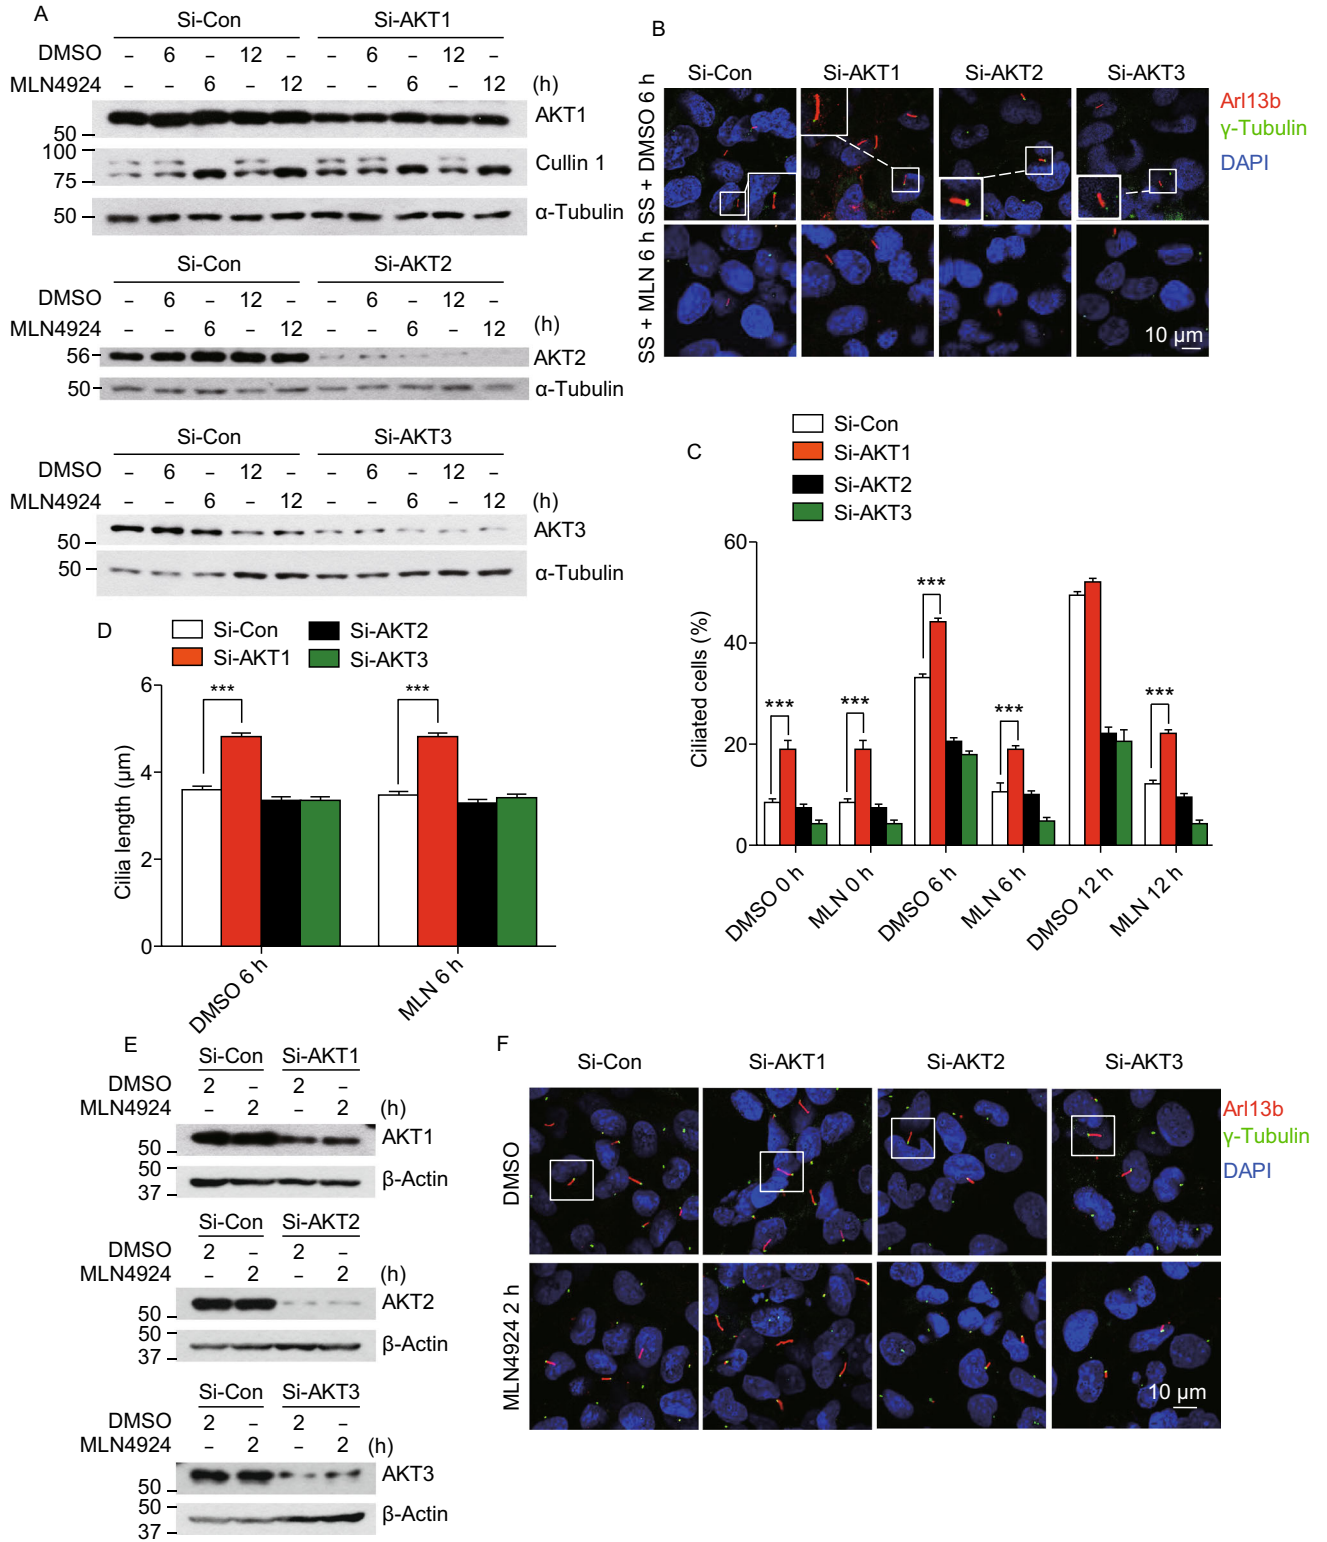 A
Si-Con Si-AKT1
DMSO – 6 – 12 – – 6 – 12 –
MLN4924 – – 6 – 12 – – 6 – 12 (h)
AKT1
50
100
Cullin 1
75
50 α-Tubulin
Si-Con Si-AKT2
DMSO – 6 – 12 – – 6 – 12 –
MLN4924 – – 6 – 12 – – 6 – 12 (h)
56 AKT2
50 α-Tubulin
Si-Con Si-AKT3
DMSO – 6 – 12 – – 6 – 12 –
MLN4924 – – 6 – 12 – – 6 – 12 (h)
AKT3
50
50 α-Tubulin
B
Si-Con Si-AKT1 Si-AKT2 Si-AKT3
SS + DMSO 6 h
SS + MLN 6 h
Arl13b
γ-Tubulin
DAPI
10 µm
C
Si-Con
Si-AKT1
Si-AKT2
Si-AKT3
Ciliated cells (%)
60
40
20
0
*** *** *** *** ***
DMSO 0 h
MLN 0 h
DMSO 6 h
MLN 6 h
DMSO 12 h
MLN 12 h
D
Si-Con Si-AKT2
Si-AKT1 Si-AKT3
Cilia length (µm)
6
4
2
0
*** ***
DMSO 6 h
MLN 6 h
E
Si-Con Si-AKT1
DMSO 2 – 2 –
MLN4924 – 2 – 2 (h)
AKT1
50
50
β-Actin
37
Si-Con Si-AKT2
DMSO 2 – 2 –
MLN4924 – 2 – 2 (h)
AKT2
50
50
β-Actin
37
Si-Con Si-AKT3
DMSO 2 – 2 –
MLN4924 – 2 – 2 (h)
AKT3
50
50
β-Actin
37
F
Si-Con Si-AKT1 Si-AKT2 Si-AKT3
DMSO
MLN4924 2 h
Arl13b
γ-Tubulin
DAPI
10 µm